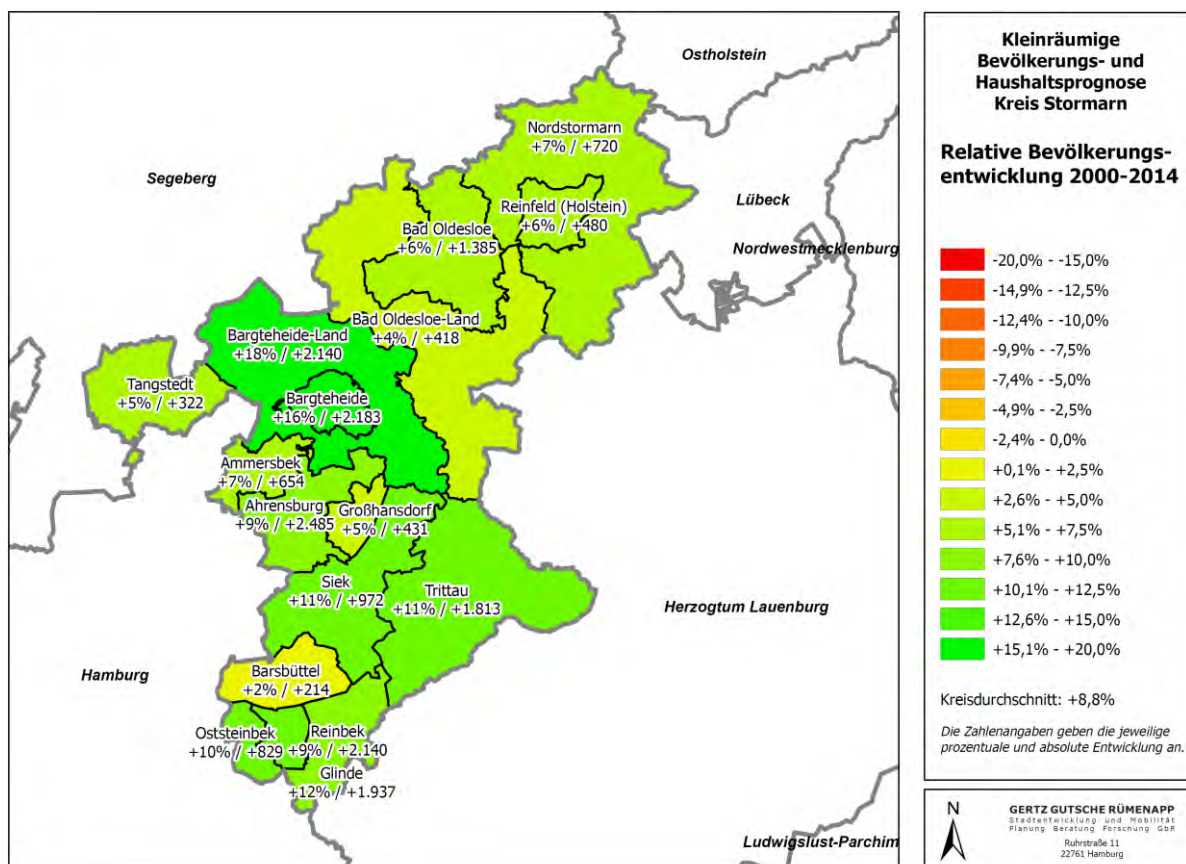 Ostholstein
Nordstormarn
+7% / +720
Segeberg
Lübeck
Reinfeld (Holstein)
+6% / +480
Bad Oldesloe
+6% / +1.385
Nordwestmecklenburg
Bad Oldesloe-Land
+4% / +418
Bargteheide-Land
+18% / +2.140
Tangstedt
+5% / +322
Bargteheide
+16% / +2.183
Ammersbek
+7% / +654
Ahrensburg
+9% / +2.485
Großhansdorf
+5% / +431
Siek
+11% / +972
Trittau
+11% / +1.813
Herzogtum Lauenburg
Hamburg
Barsbüttel
+2% / +214
Oststeinbek
+10% / +829
Reinbek
+9% / +2.140
Glinde
+12% / +1.937
Ludwigslust-Parchim
Kleinräumige
Bevölkerungs- und
Haushaltsprognose
Kreis Stormarn
Relative Bevölkerungs-
entwicklung 2000-2014
-20,0% - -15,0%
-14,9% - -12,5%
-12,4% - -10,0%
-9,9% - -7,5%
-7,4% - -5,0%
-4,9% - -2,5%
-2,4% - 0,0%
+0,1% - +2,5%
+2,6% - +5,0%
+5,1% - +7,5%
+7,6% - +10,0%
+10,1% - +12,5%
+12,6% - +15,0%
+15,1% - +20,0%
Kreisdurchschnitt: +8,8%
Die Zahlenangaben geben die jeweilige
prozentuale und absolute Entwicklung an.
N
GERTZ GUTSCHE RÜMENAPP
Stadtentwicklung und Mobilität
Planung Beratung Forschung GbR
Ruhrstraße 11
22761 Hamburg